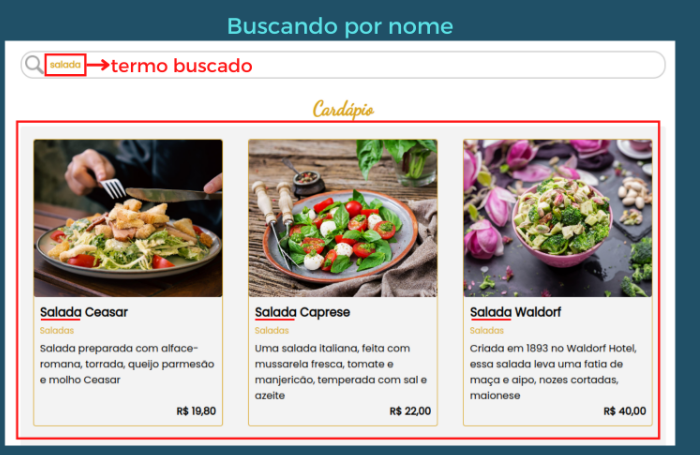 Buscando por nome
salada termo buscado
Cardápio
Salada Ceasar
Saladas
Salada preparada com alface-
romana, torrada, queijo parmesão
e molho Ceasar
R$ 19,80
Salada Caprese
Saladas
Uma salada italiana, feita com
mussarela fresca, tomate e
manjericão, temperada com sal e
azeite
R$ 22,00
Salada Waldorf
Saladas
Criada em 1893 no Waldorf Hotel,
essa salada leva uma fatia de
maça e aipo, nozes cortadas,
maionese
R$ 40,00